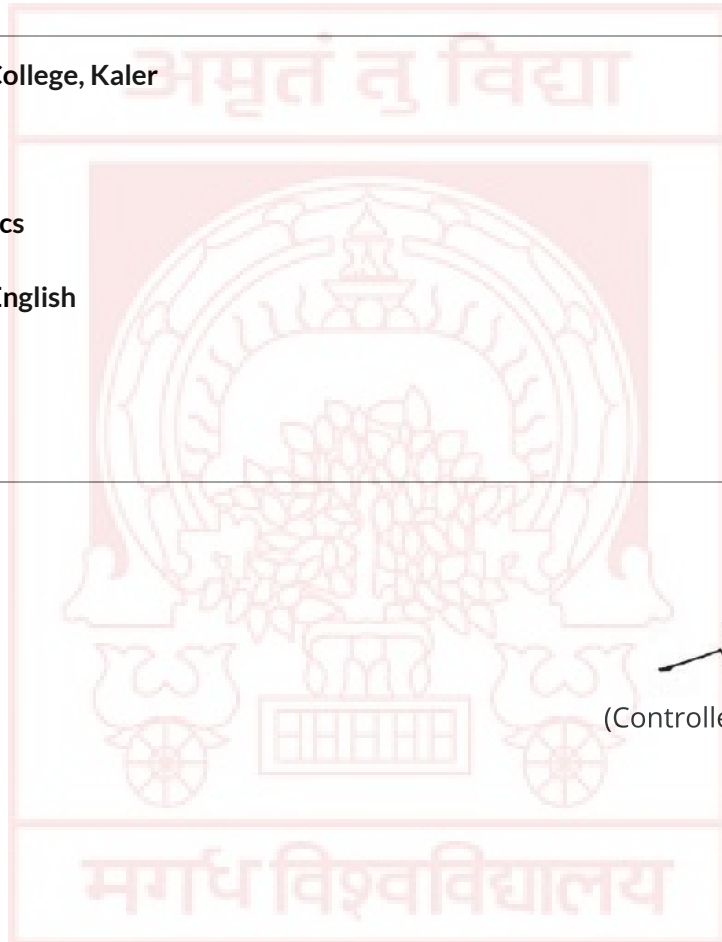 अमृतं तु विद्या
College, Kaler
cs
English
(Controlle
मगध विश्वविद्यालय